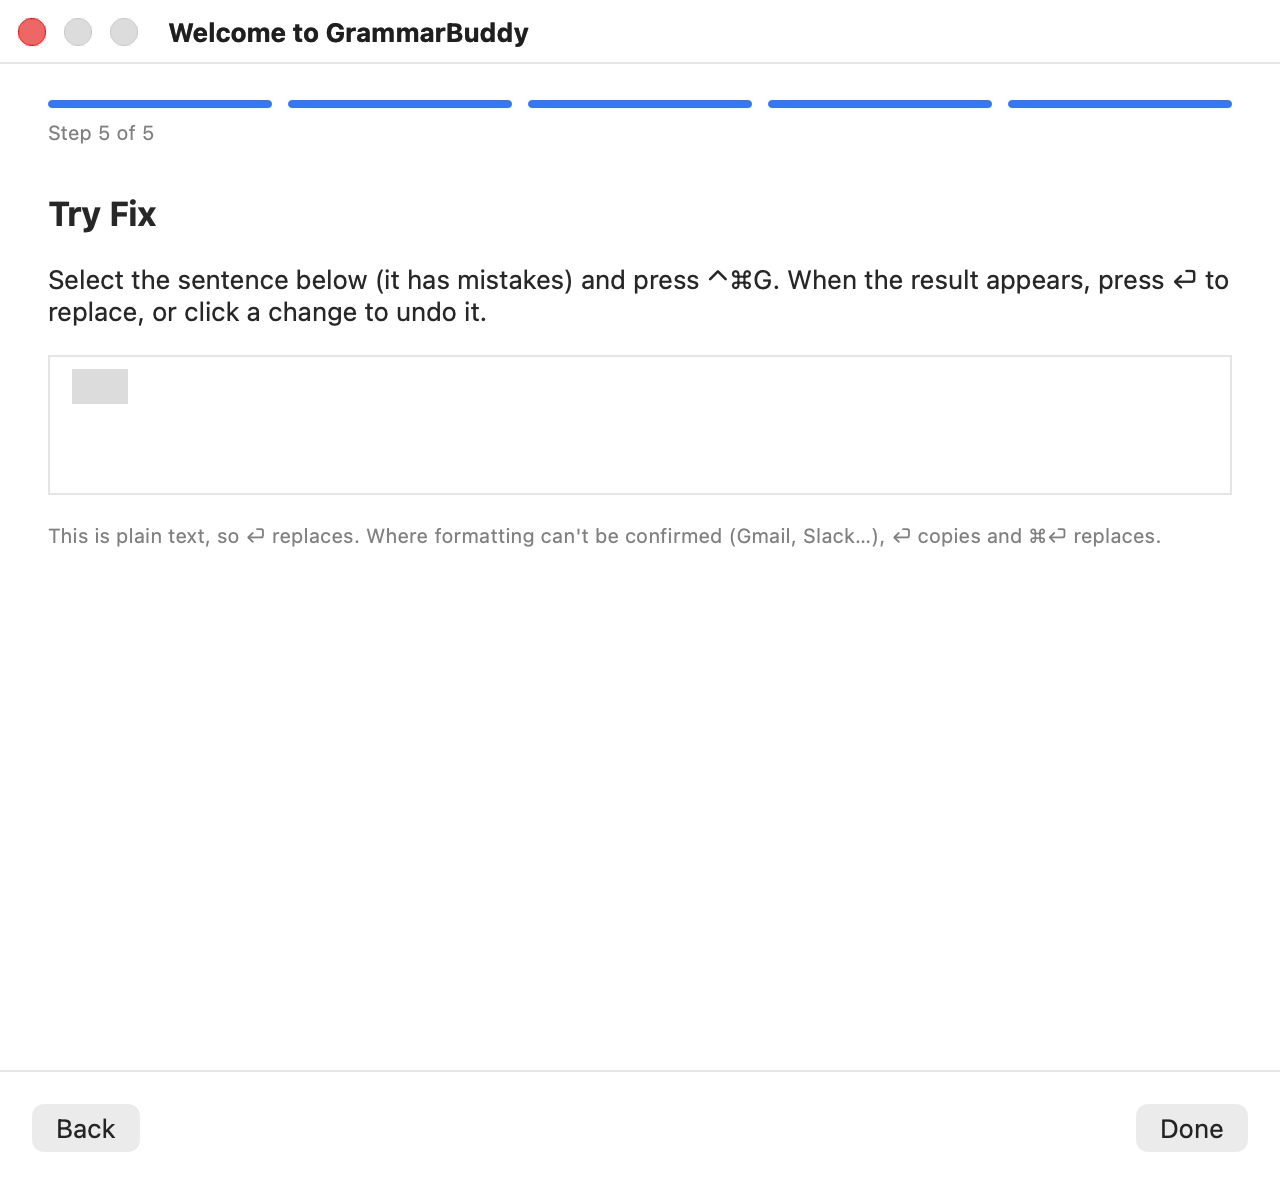 Welcome to GrammarBuddy
Step 5 of 5
Try Fix
Select the sentence below (it has mistakes) and press ⌃⌘G. When the result appears, press ⏎ to
replace, or click a change to undo it.
This is plain text, so ⏎ replaces. Where formatting can't be confirmed (Gmail, Slack…), ⏎ copies and ⌘⏎ replaces.
Back
Done